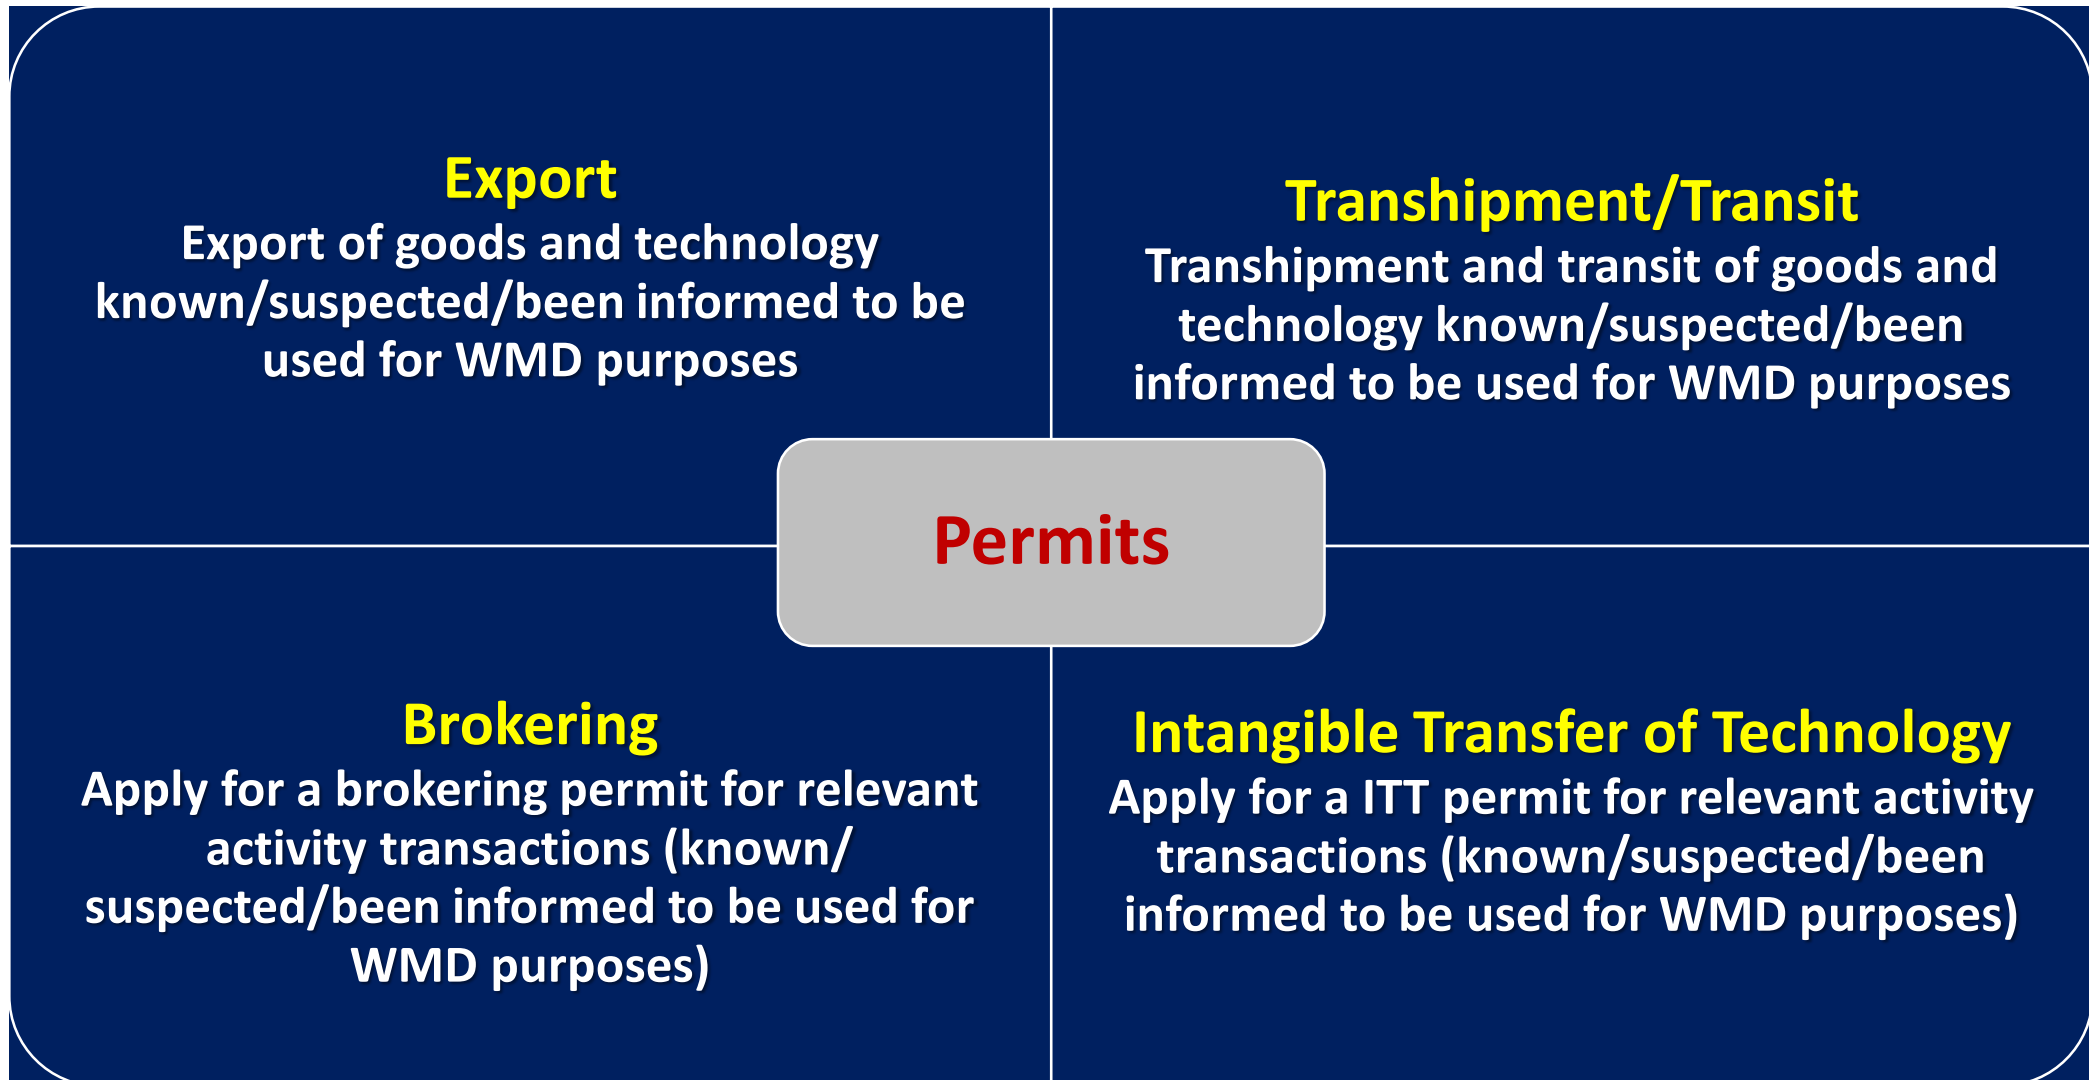 Export
Export of goods and technology
known/suspected/been informed to be
used for WMD purposes
Transhipment/Transit
Transhipment and transit of goods and
technology known/suspected/been
informed to be used for WMD purposes
Permits
Brokering
Apply for a brokering permit for relevant
activity transactions (known/
suspected/been informed to be used for
WMD purposes)
Intangible Transfer of Technology
Apply for a ITT permit for relevant activity
transactions (known/suspected/been
informed to be used for WMD purposes)